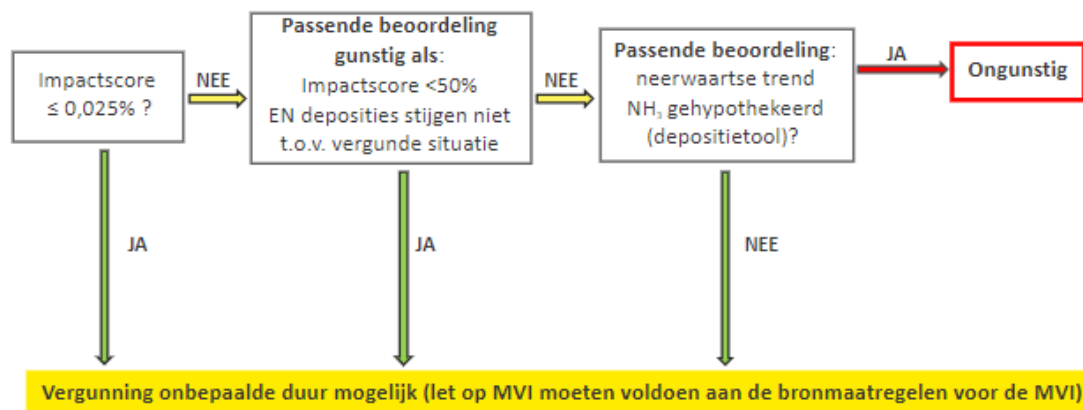 Impactscore
≤ 0,025% ?
NEE
Passende beoordeling
gunstig als:
Impactscore <50%
EN deposities stijgen niet
t.o.v. vergunde situatie
NEE
Passende beoordeling:
neerwaartse trend
NH₃ gehypothekeerd
(depositietool)?
JA
Ongunstig
JA
JA
NEE
Vergunning onbepaalde duur mogelijk (let op MVI moeten voldoen aan de bronmaatregelen voor de MVI)